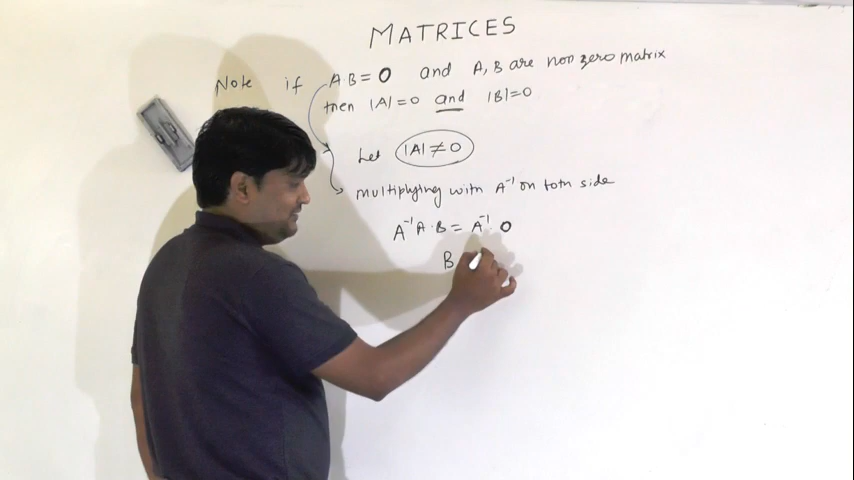 MATRICES
Note if A·B = 0 and A, B are non zero matrix
then |A|=0 and |B|=0
Let |A| ≠ 0
multiplying with A⁻¹ on both side
A⁻¹A·B = A⁻¹ 0
B